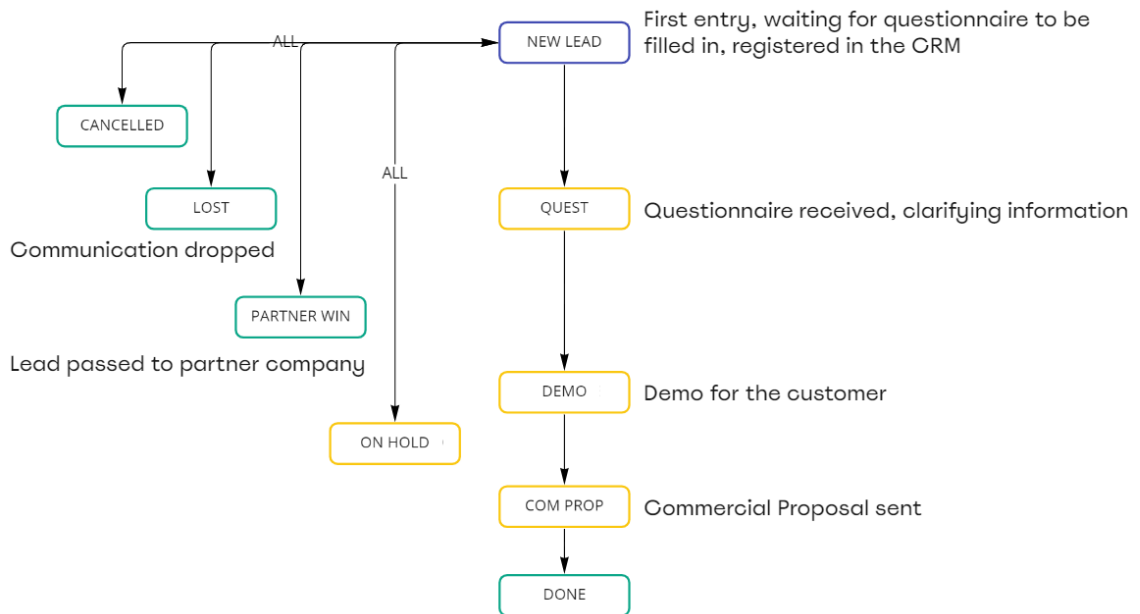 First entry, waiting for questionnaire to be
filled in, registered in the CRM
ALL
NEW LEAD
CANCELLED
ALL
LOST
QUEST
Questionnaire received, clarifying information
Communication dropped
PARTNER WIN
Lead passed to partner company
DEMO
Demo for the customer
ON HOLD
COM PROP
Commercial Proposal sent
DONE